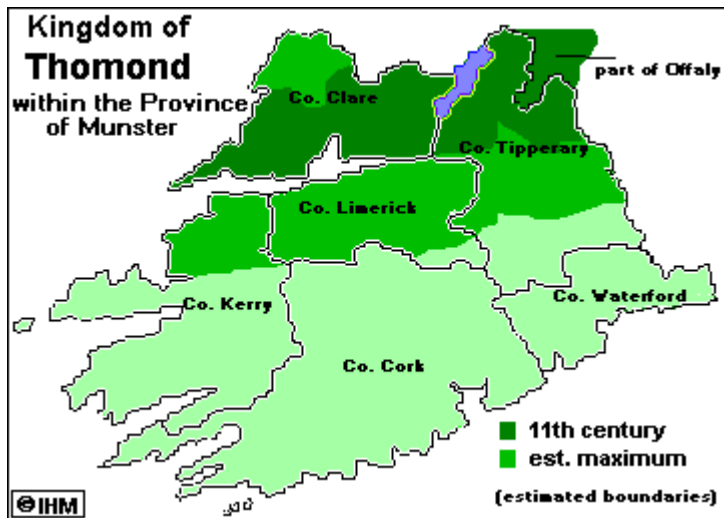 Kingdom of
Thomond
within the Province
of Munster
part of Offaly
Co. Clare
Co. Tipperary
Co. Limerick
Co. Kerry
Co. Waterford
Co. Cork
11th century
est. maximum
(estimated boundaries)
©IHM